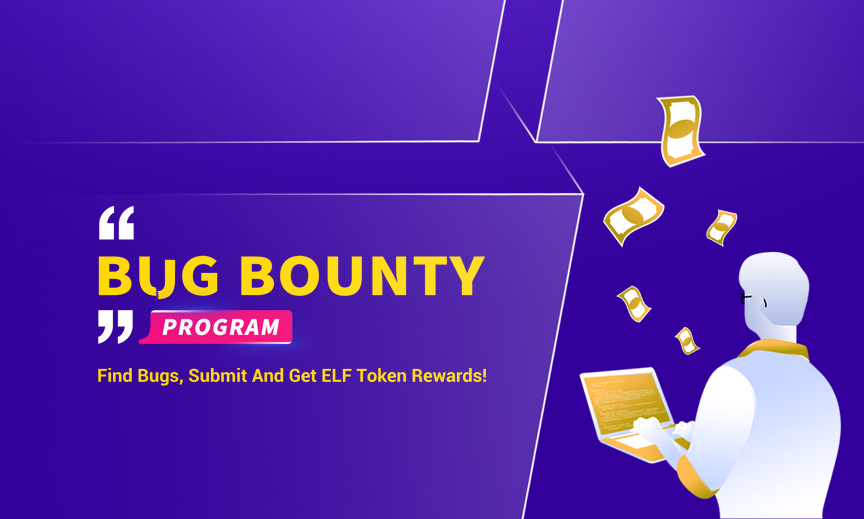 “
BUG BOUNTY
” PROGRAM
Find Bugs, Submit And Get ELF Token Rewards!